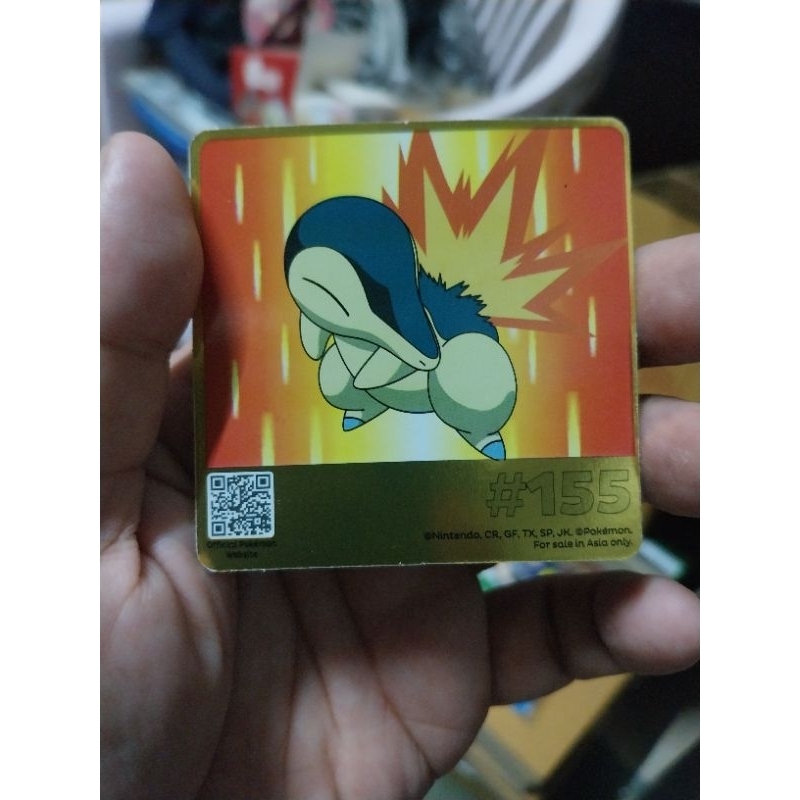 #155
©Nintendo, CR, GF, TX, SP, JK. ©Pokémon.
For sale in Asia only.
Official Pokémon
Website